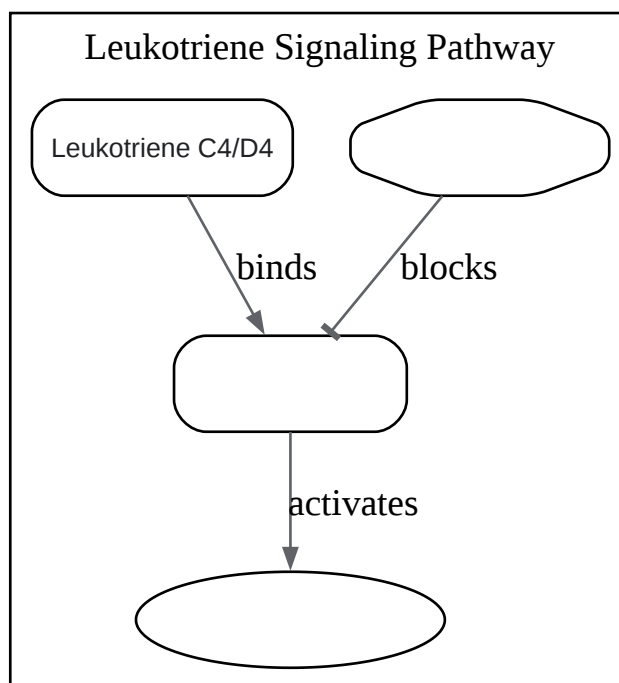 Leukotriene Signaling Pathway
Leukotriene C4/D4
binds
blocks
activates